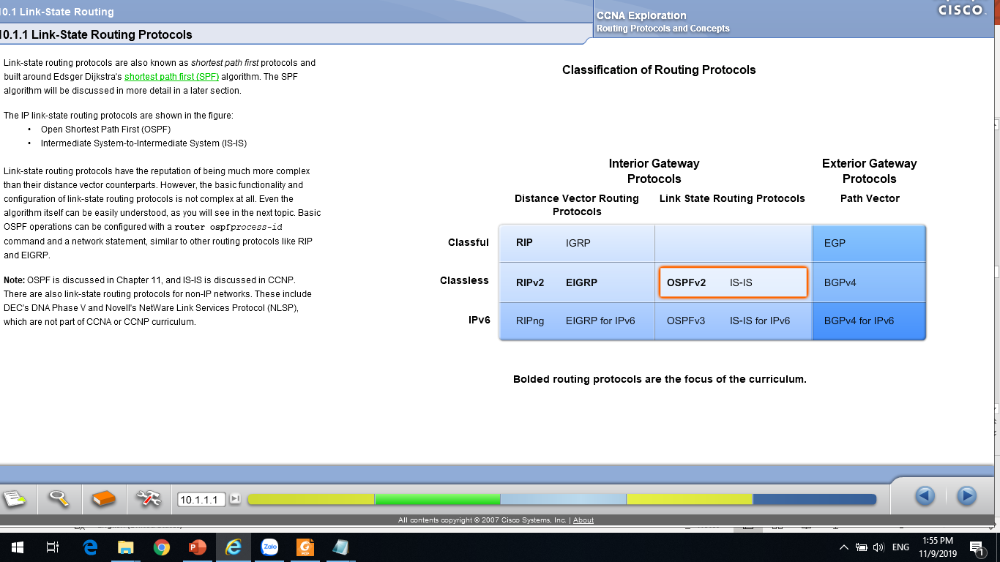 10.1 Link-State Routing
CCNA Exploration
Routing Protocols and Concepts
CISCO.
10.1.1 Link-State Routing Protocols
Link-state routing protocols are also known as shortest path first protocols and
built around Edsger Dijkstra's shortest path first (SPF) algorithm. The SPF
algorithm will be discussed in more detail in a later section.
The IP link-state routing protocols are shown in the figure:
• Open Shortest Path First (OSPF)
• Intermediate System-to-Intermediate System (IS-IS)
Link-state routing protocols have the reputation of being much more complex
than their distance vector counterparts. However, the basic functionality and
configuration of link-state routing protocols is not complex at all. Even the
algorithm itself can be easily understood, as you will see in the next topic. Basic
OSPF operations can be configured with a router ospfprocess-id
command and a network statement, similar to other routing protocols like RIP
and EIGRP.
Note: OSPF is discussed in Chapter 11, and IS-IS is discussed in CCNP.
There are also link-state routing protocols for non-IP networks. These include
DEC's DNA Phase V and Novell's NetWare Link Services Protocol (NLSP),
which are not part of CCNA or CCNP curriculum.
Classification of Routing Protocols
Interior Gateway
Protocols
Exterior Gateway
Protocols
Distance Vector Routing
Protocols
Link State Routing Protocols
Path Vector
Classful RIP IGRP EGP
Classless RIPv2 EIGRP OSPFv2 IS-IS BGPv4
IPv6 RIPng EIGRP for IPv6 OSPFv3 IS-IS for IPv6 BGPv4 for IPv6
Bolded routing protocols are the focus of the curriculum.
10.1.1.1
All contents copyright © 2007 Cisco Systems, Inc. | About
Zalo
PDF
ENG
1:55 PM
11/9/2019
1